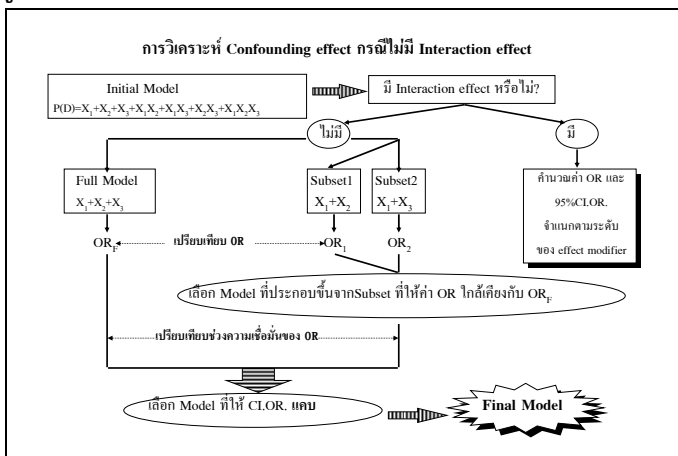 การวิเคราะห์ Confounding effect กรณีไม่มี Interaction effect
Initial Model
P(D)=X₁+X₂+X₃+X₁X₂+X₁X₃+X₂X₃+X₁X₂X₃
มี Interaction effect หรือไม่?
ไม่มี
มี
Full Model
X₁+X₂+X₃
Subset1
X₁+X₂
Subset2
X₁+X₃
คำนวณค่า OR และ
95%CI.OR.
จำแนกตามระดับ
ของ effect modifier
OR_F
เปรียบเทียบ OR
OR₁
OR₂
เลือก Model ที่ประกอบขึ้นจากSubset ที่ให้ค่า OR ใกล้เคียงกับ OR_F
เปรียบเทียบช่วงความเชื่อมั่นของ OR
เลือก Model ที่ให้ CI.OR. แคบ
Final Model